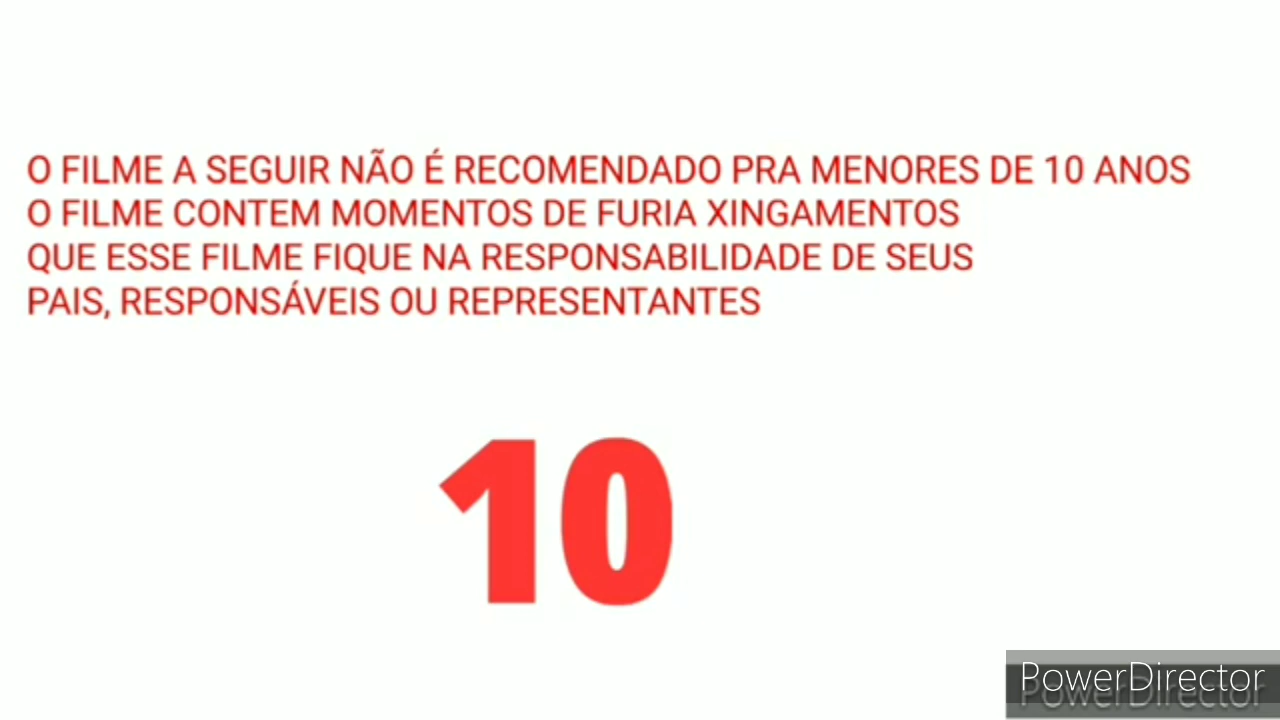 O FILME A SEGUIR NÃO É RECOMENDADO PRA MENORES DE 10 ANOS
O FILME CONTEM MOMENTOS DE FURIA XINGAMENTOS
QUE ESSE FILME FIQUE NA RESPONSABILIDADE DE SEUS
PAIS, RESPONSÁVEIS OU REPRESENTANTES
10
PowerDirector